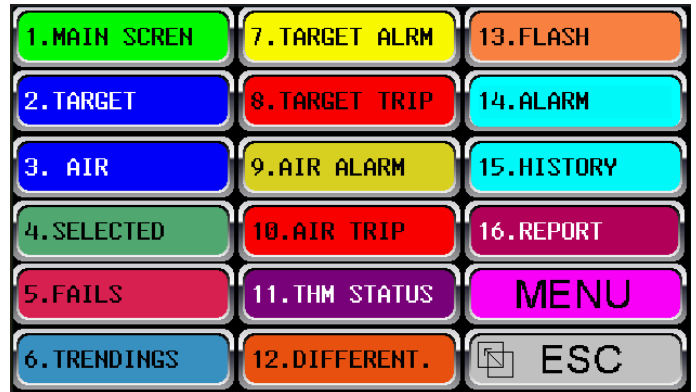 1.MAIN SCREN
2.TARGET
3. AIR
4.SELECTED
5.FAILS
6.TRENDINGS
7.TARGET ALRM
8.TARGET TRIP
9.AIR ALARM
10.AIR TRIP
11.THM STATUS
12.DIFFERENT.
13.FLASH
14.ALARM
15.HISTORY
16.REPORT
MENU
ESC